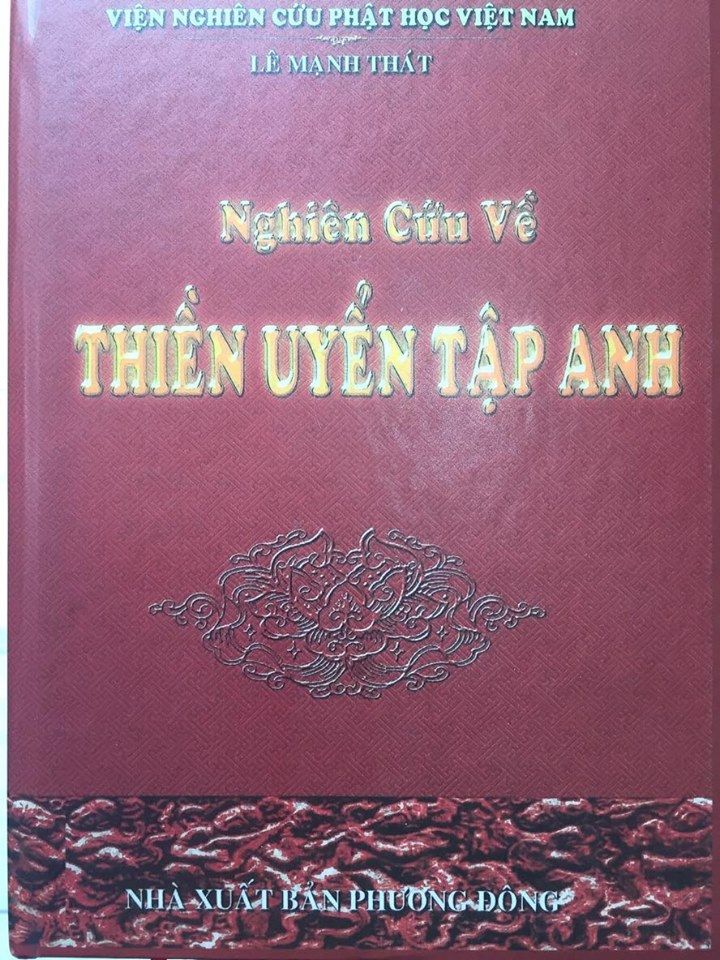 VIỆN NGHIÊN CỨU PHẬT HỌC VIỆT NAM
LÊ MẠNH THÁT
Nghiên Cứu Về
THIỀN UYỂN TẬP ANH
NHÀ XUẤT BẢN PHƯƠNG ĐÔNG